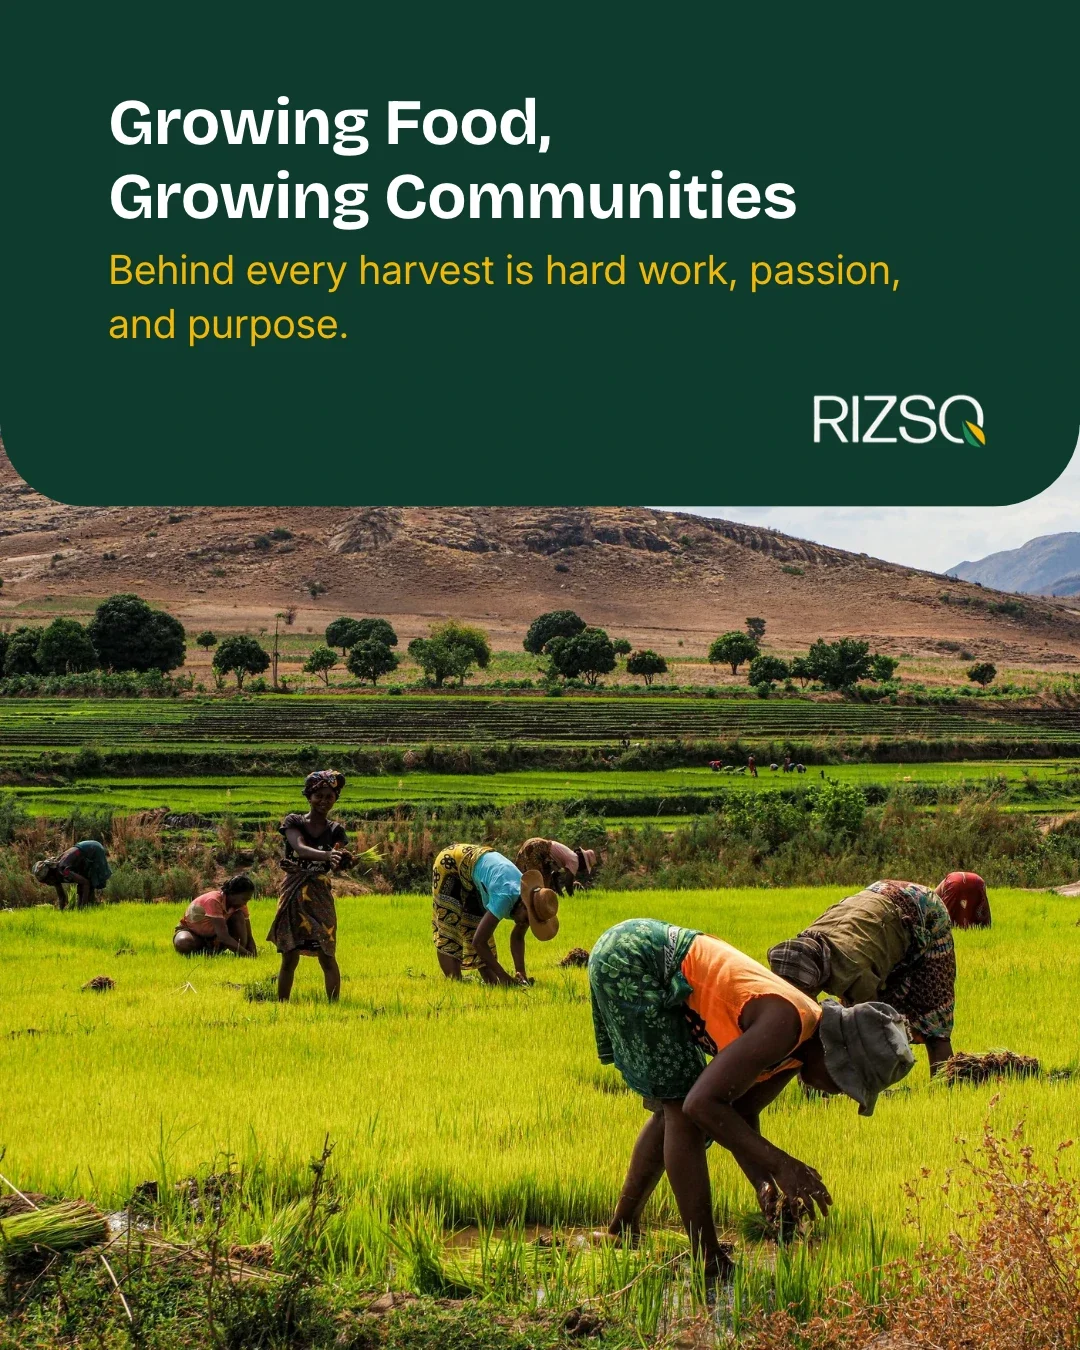 Growing Food,
Growing Communities
Behind every harvest is hard work, passion,
and purpose.
RIZSQ